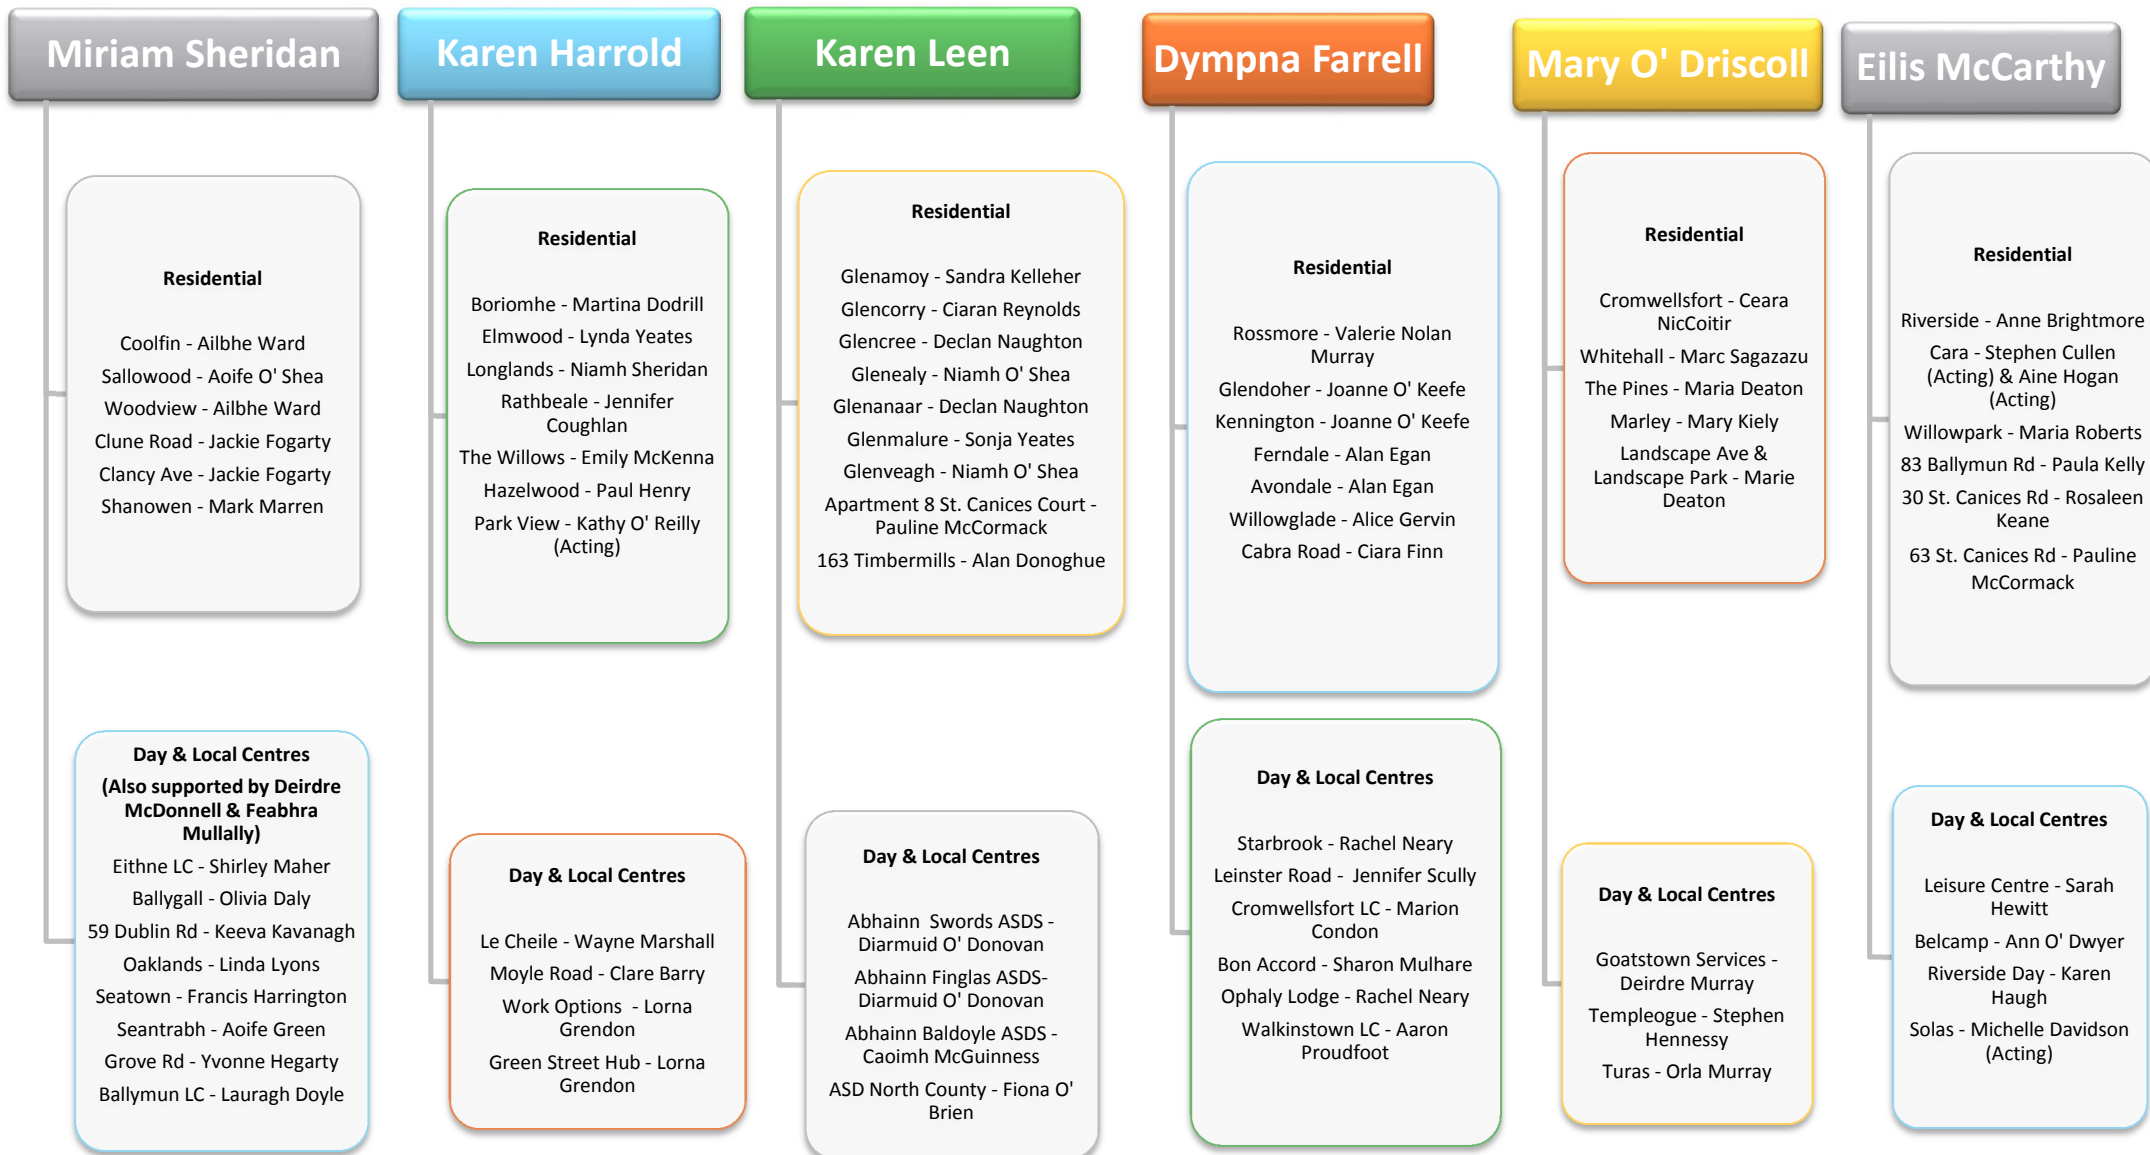 Miriam Sheridan
Residential
Coolfin - Ailbhe Ward
Sallowood - Aoife O' Shea
Woodview - Ailbhe Ward
Clune Road - Jackie Fogarty
Clancy Ave - Jackie Fogarty
Shanowen - Mark Marren
Day & Local Centres
(Also supported by Deirdre
McDonnell & Feabhra
Mullally)
Eithne LC - Shirley Maher
Ballygall - Olivia Daly
59 Dublin Rd - Keeva Kavanagh
Oaklands - Linda Lyons
Seatown - Francis Harrington
Seantrabh - Aoife Green
Grove Rd - Yvonne Hegarty
Ballymun LC - Lauragh Doyle
Karen Harrold
Residential
Boriomhe - Martina Dodrill
Elmwood - Lynda Yeates
Longlands - Niamh Sheridan
Rathbeale - Jennifer
Coughlan
The Willows - Emily McKenna
Hazelwood - Paul Henry
Park View - Kathy O' Reilly
(Acting)
Day & Local Centres
Le Cheile - Wayne Marshall
Moyle Road - Clare Barry
Work Options - Lorna
Grendon
Green Street Hub - Lorna
Grendon
Karen Leen
Residential
Glenamoy - Sandra Kelleher
Glencorry - Ciaran Reynolds
Glencree - Declan Naughton
Glenealy - Niamh O' Shea
Glenanaar - Declan Naughton
Glenmalure - Sonja Yeates
Glenveagh - Niamh O' Shea
Apartment 8 St. Canices Court -
Pauline McCormack
163 Timbermills - Alan Donoghue
Day & Local Centres
Abhainn Swords ASDS -
Diarmuid O' Donovan
Abhainn Finglas ASDS-
Diarmuid O' Donovan
Abhainn Baldoyle ASDS -
Caoimh McGuinness
ASD North County - Fiona O'
Brien
Dympna Farrell
Residential
Rossmore - Valerie Nolan
Murray
Glendoher - Joanne O' Keefe
Kennington - Joanne O' Keefe
Ferndale - Alan Egan
Avondale - Alan Egan
Willowglade - Alice Gervin
Cabra Road - Ciara Finn
Day & Local Centres
Starbrook - Rachel Neary
Leinster Road - Jennifer Scully
Cromwellsfort LC - Marion
Condon
Bon Accord - Sharon Mulhare
Ophaly Lodge - Rachel Neary
Walkinstown LC - Aaron
Proudfoot
Mary O' Driscoll
Residential
Cromwellsfort - Ceara
NicCoitir
Whitehall - Marc Sagazazu
The Pines - Maria Deaton
Marley - Mary Kiely
Landscape Ave &
Landscape Park - Marie
Deaton
Day & Local Centres
Goatstown Services -
Deirdre Murray
Templeogue - Stephen
Hennessy
Turas - Orla Murray
Eilis McCarthy
Residential
Riverside - Anne Brightmore
Cara - Stephen Cullen
(Acting) & Aine Hogan
(Acting)
Willowpark - Maria Roberts
83 Ballymun Rd - Paula Kelly
30 St. Canices Rd - Rosaleen
Keane
63 St. Canices Rd - Pauline
McCormack
Day & Local Centres
Leisure Centre - Sarah
Hewitt
Belcamp - Ann O' Dwyer
Riverside Day - Karen
Haugh
Solas - Michelle Davidson
(Acting)